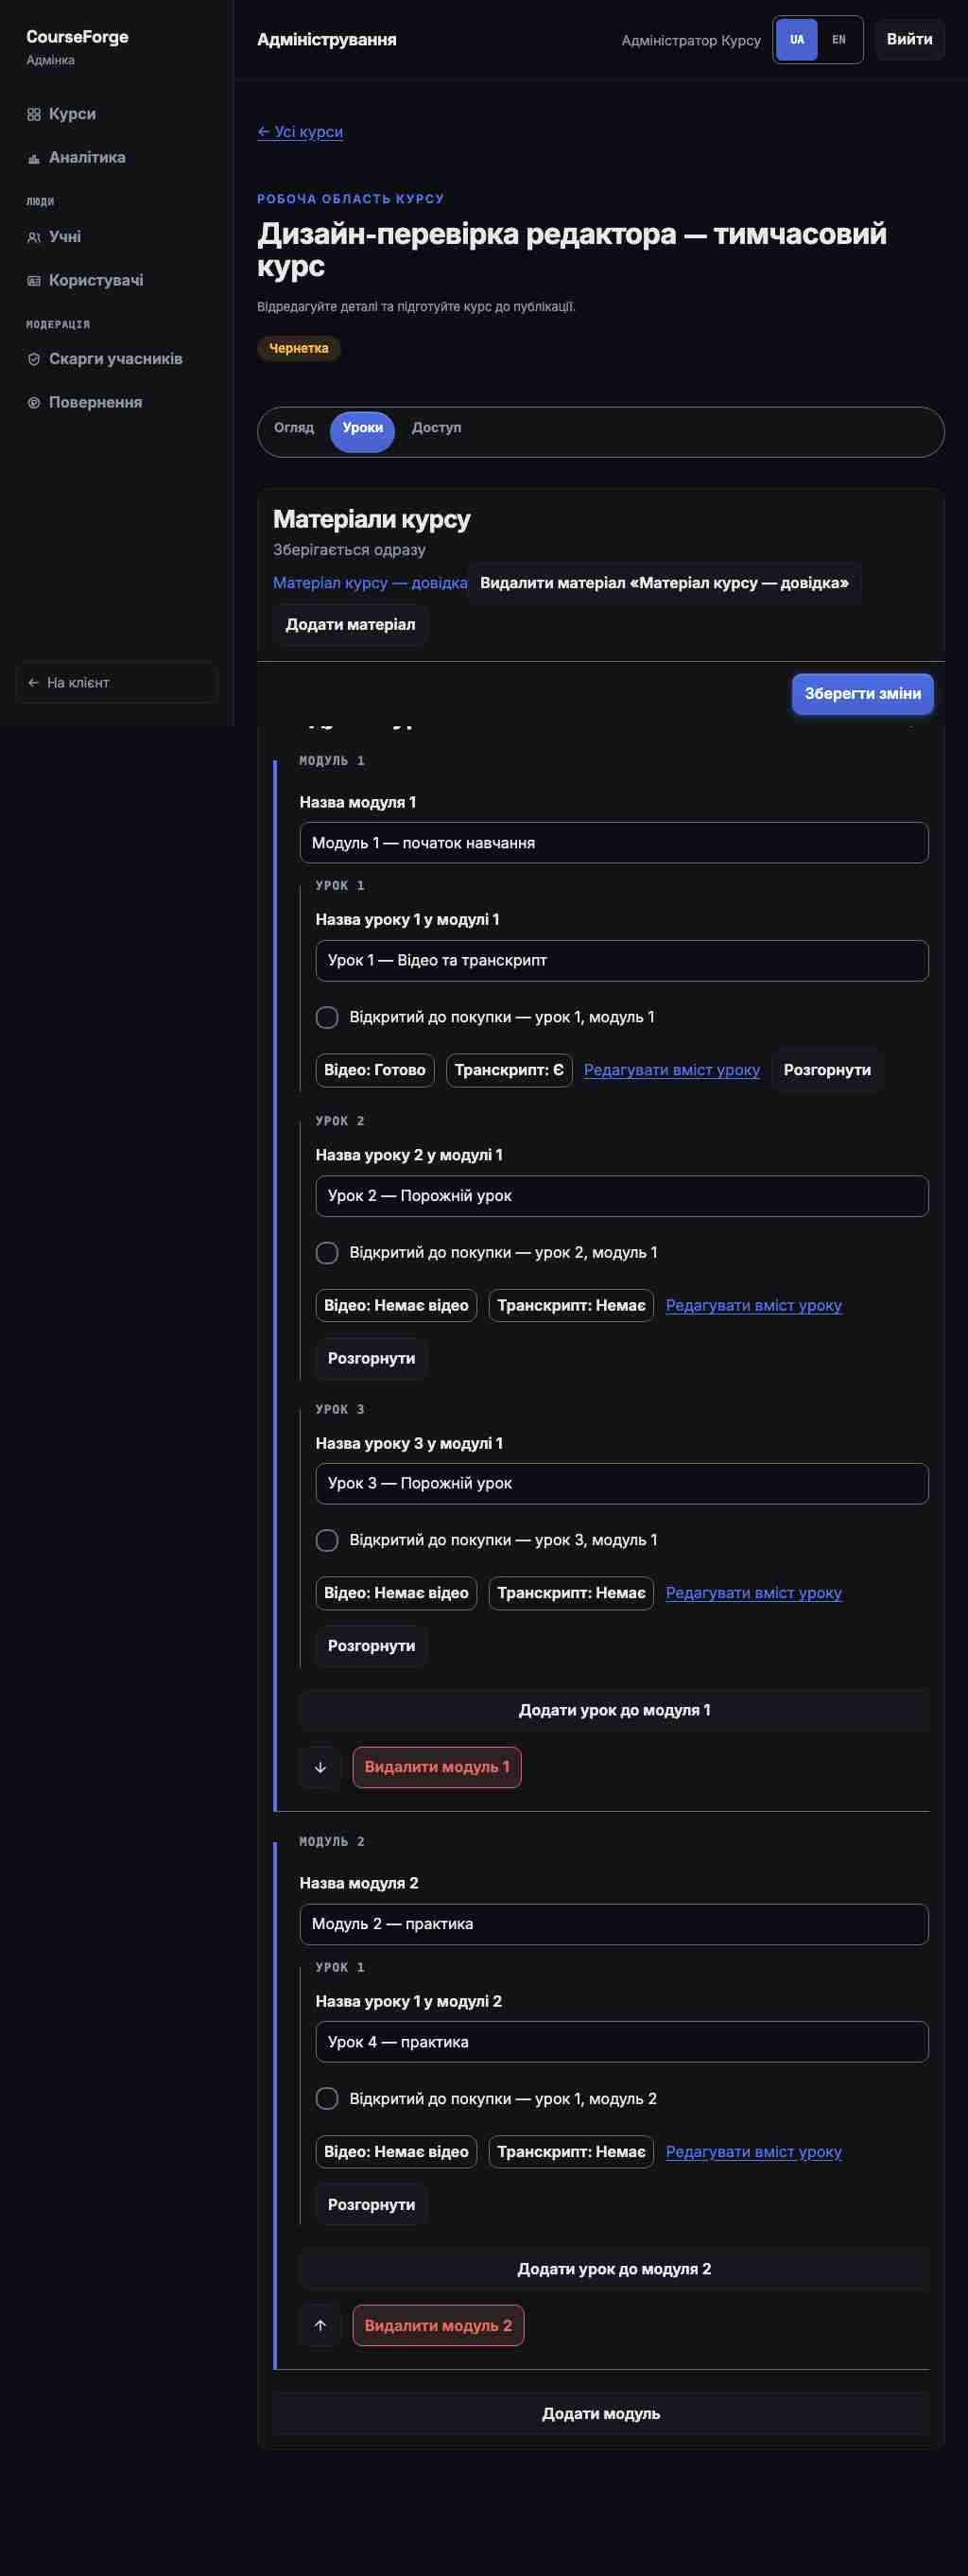 CourseForge
Адмінка
Курси
Аналітика
ЛЮДИ
Учні
Користувачі
МОДЕРАЦІЯ
Скарги учасників
Повернення
← На клієнт
Адміністрування
Адміністратор Курсу
UA
EN
Вийти
← Усі курси
РОБОЧА ОБЛАСТЬ КУРСУ
Дизайн-перевірка редактора — тимчасовий
курс
Відредагуйте деталі та підготуйте курс до публікації.
Чернетка
Огляд
Уроки
Доступ
Матеріали курсу
Зберігається одразу
Матеріал курсу — довідка
Видалити матеріал «Матеріал курсу — довідка»
Додати матеріал
Зберегти зміни
МОДУЛЬ 1
Назва модуля 1
Модуль 1 — початок навчання
УРОК 1
Назва уроку 1 у модулі 1
Урок 1 — Відео та транскрипт
Відкритий до покупки — урок 1, модуль 1
Відео: Готово
Транскрипт: Є
Редагувати вміст уроку
Розгорнути
УРОК 2
Назва уроку 2 у модулі 1
Урок 2 — Порожній урок
Відкритий до покупки — урок 2, модуль 1
Відео: Немає відео
Транскрипт: Немає
Редагувати вміст уроку
Розгорнути
УРОК 3
Назва уроку 3 у модулі 1
Урок 3 — Порожній урок
Відкритий до покупки — урок 3, модуль 1
Відео: Немає відео
Транскрипт: Немає
Редагувати вміст уроку
Розгорнути
Додати урок до модуля 1
↓
Видалити модуль 1
МОДУЛЬ 2
Назва модуля 2
Модуль 2 — практика
УРОК 1
Назва уроку 1 у модулі 2
Урок 4 — практика
Відкритий до покупки — урок 1, модуль 2
Відео: Немає відео
Транскрипт: Немає
Редагувати вміст уроку
Розгорнути
Додати урок до модуля 2
↑
Видалити модуль 2
Додати модуль